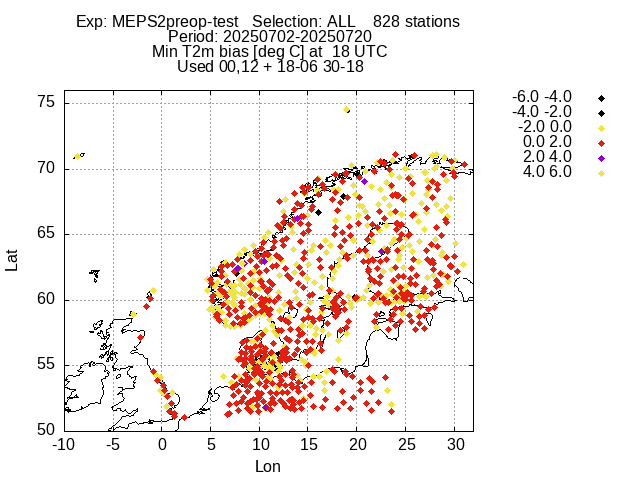 Exp: MEPS2preop-test   Selection: ALL    828 stations
Period: 20250702-20250720
Min T2m bias [deg C] at  18 UTC
Used 00,12 + 18-06 30-18
-6.0 -4.0
-4.0 -2.0
-2.0 0.0
0.0 2.0
2.0 4.0
4.0 6.0
75
70
65
60
55
50
Lat
-10 -5 0 5 10 15 20 25 30
Lon